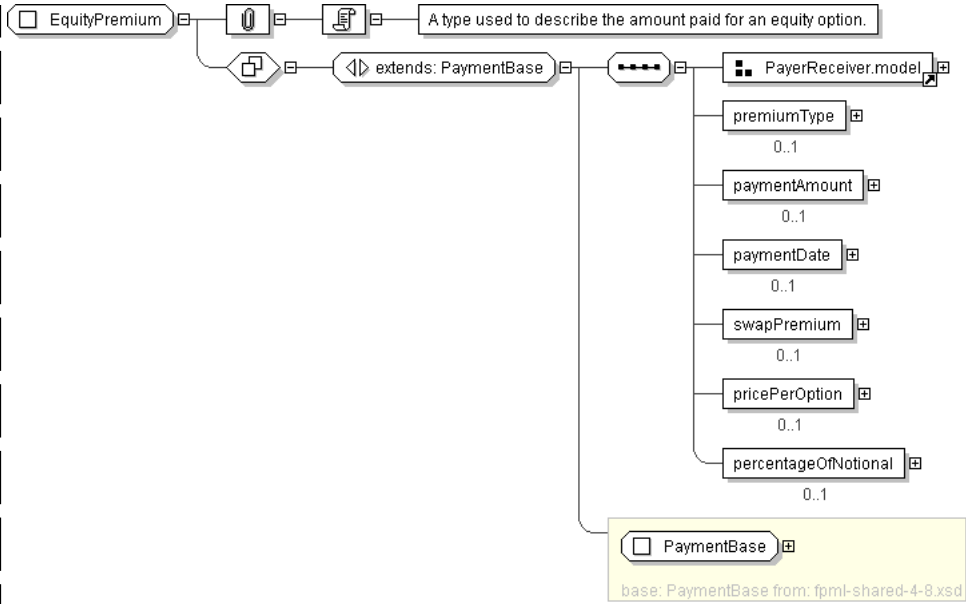 EquityPremium
A type used to describe the amount paid for an equity option.
extends: PaymentBase
PayerReceiver.model
premiumType
0..1
paymentAmount
0..1
paymentDate
0..1
swapPremium
0..1
pricePerOption
0..1
percentageOfNotional
0..1
PaymentBase
base: PaymentBase from: fpml-shared-4-8.xsd